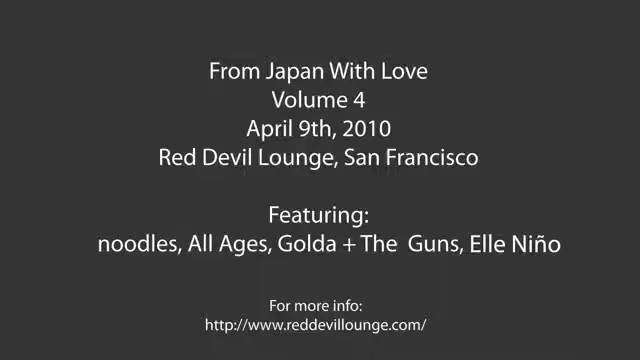 From Japan With Love
Volume 4
April 9th, 2010
Red Devil Lounge, San Francisco
Featuring:
noodles, All Ages, Golda + The Guns, Elle Niño
For more info:
http://www.reddevillounge.com/